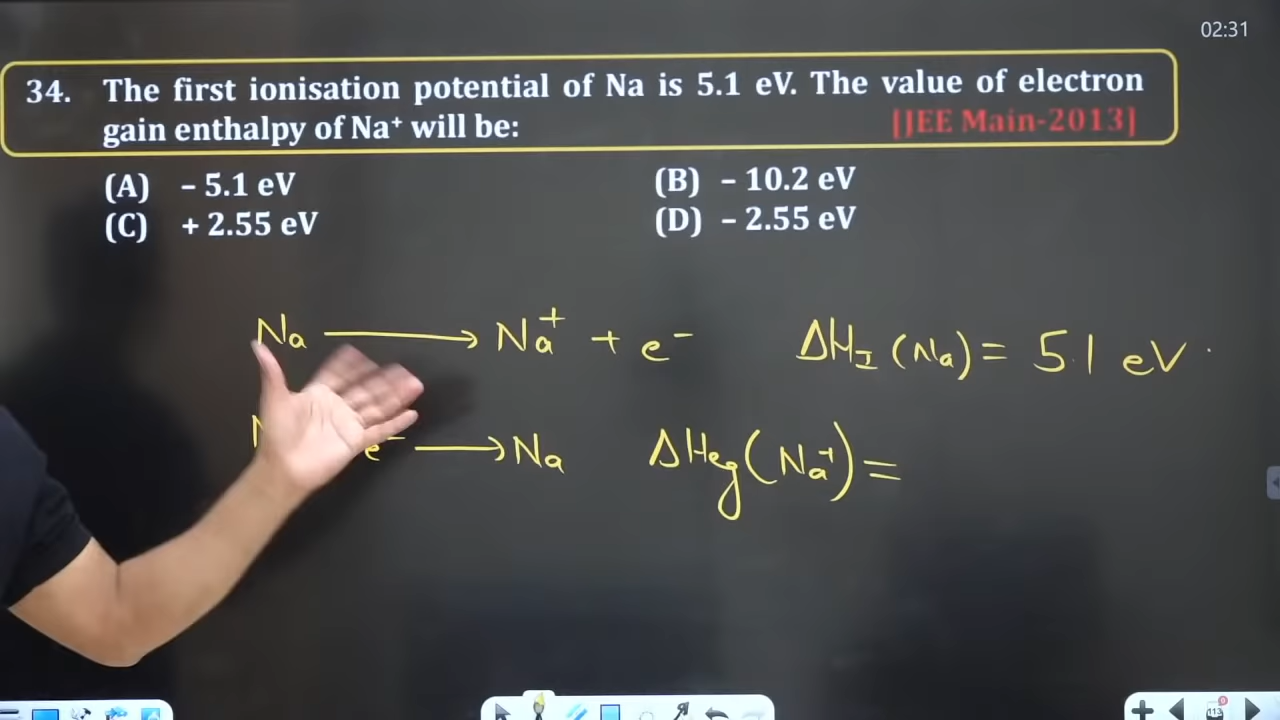 02:31
34. The first ionisation potential of Na is 5.1 eV. The value of electron
gain enthalpy of Na⁺ will be: [JEE Main-2013]
(A) – 5.1 eV (B) – 10.2 eV
(C) + 2.55 eV (D) – 2.55 eV
Na → Na⁺ + e⁻ ΔH_I (Na) = 5.1 eV
e⁻ → Na ΔHeg (Na⁺) =
113